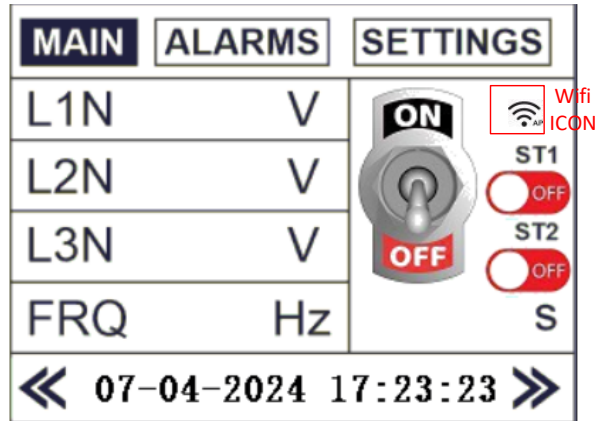 MAIN ALARMS SETTINGS
L1N V
L2N V
L3N V
FRQ Hz
ON
OFF
AP
Wifi
ICON
ST1
OFF
ST2
OFF
S
07-04-2024 17:23:23